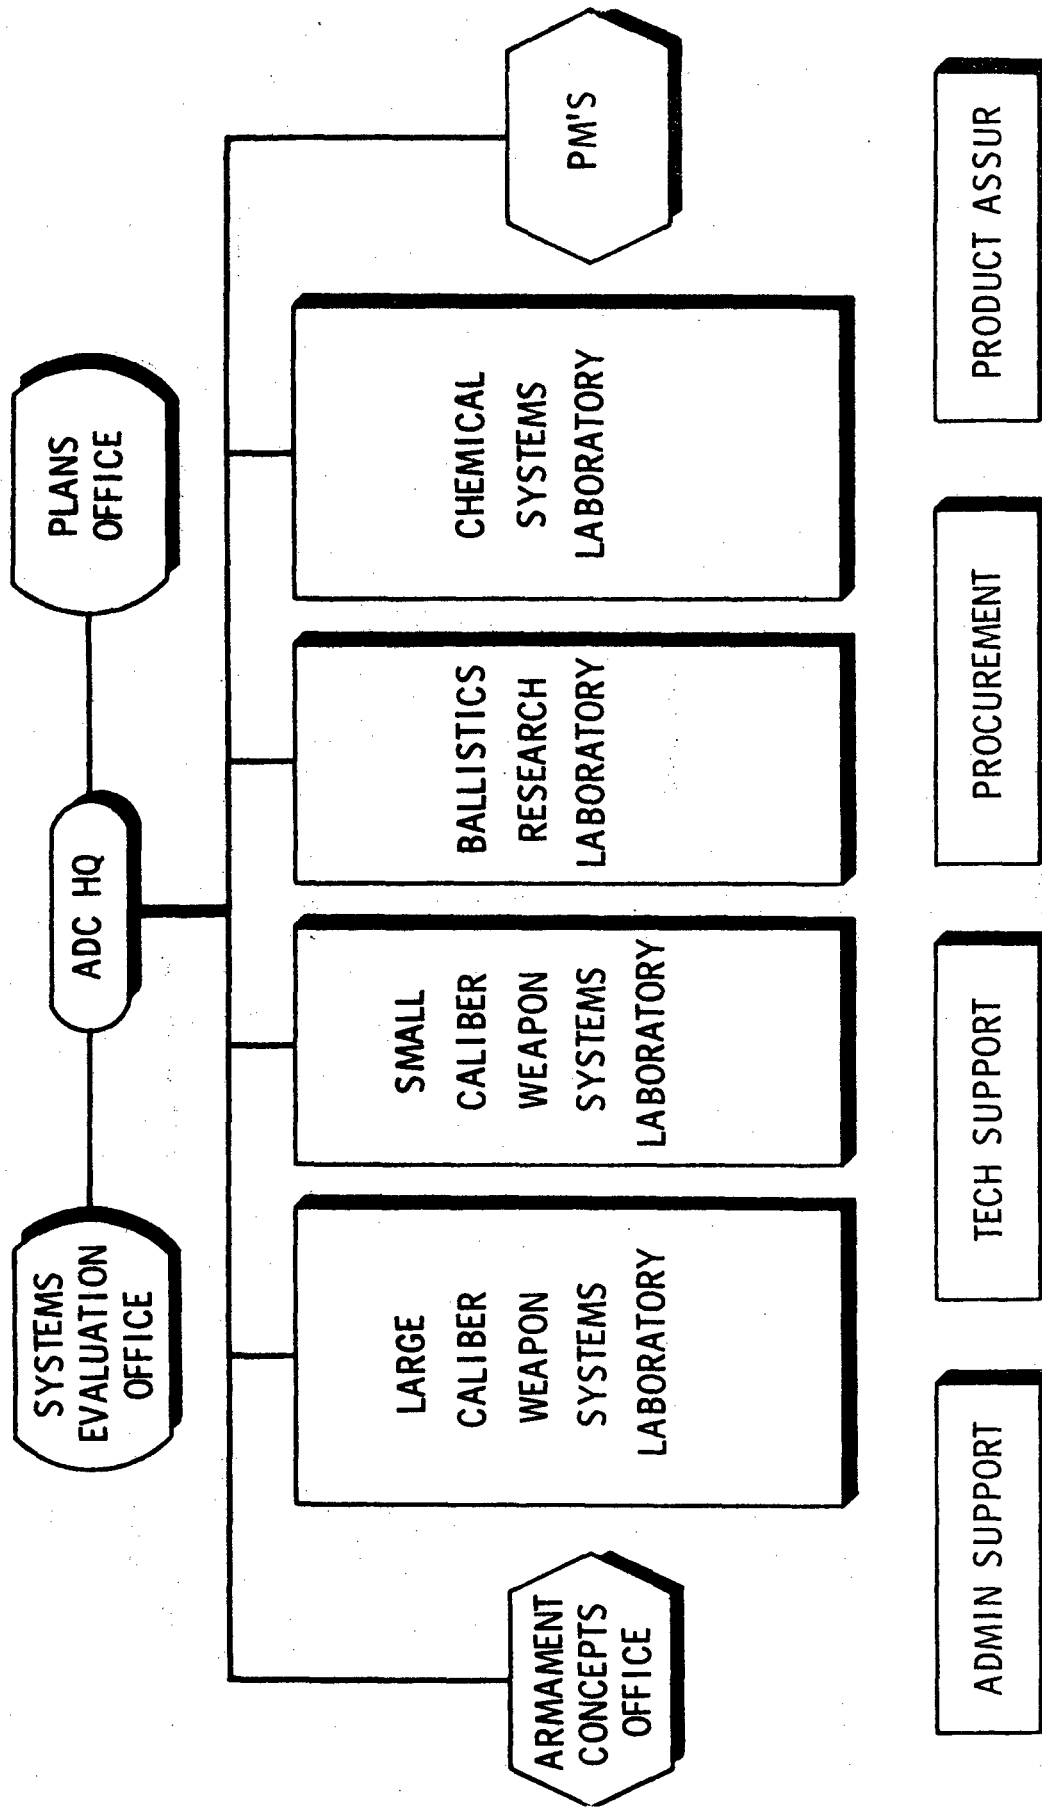 SYSTEMS
EVALUATION
OFFICE
ADC HQ
PLANS
OFFICE
ARMAMENT
CONCEPTS
OFFICE
LARGE
CALIBER
WEAPON
SYSTEMS
LABORATORY
SMALL
CALIBER
WEAPON
SYSTEMS
LABORATORY
BALLISTICS
RESEARCH
LABORATORY
CHEMICAL
SYSTEMS
LABORATORY
PM'S
ADMIN SUPPORT
TECH SUPPORT
PROCUREMENT
PRODUCT ASSUR